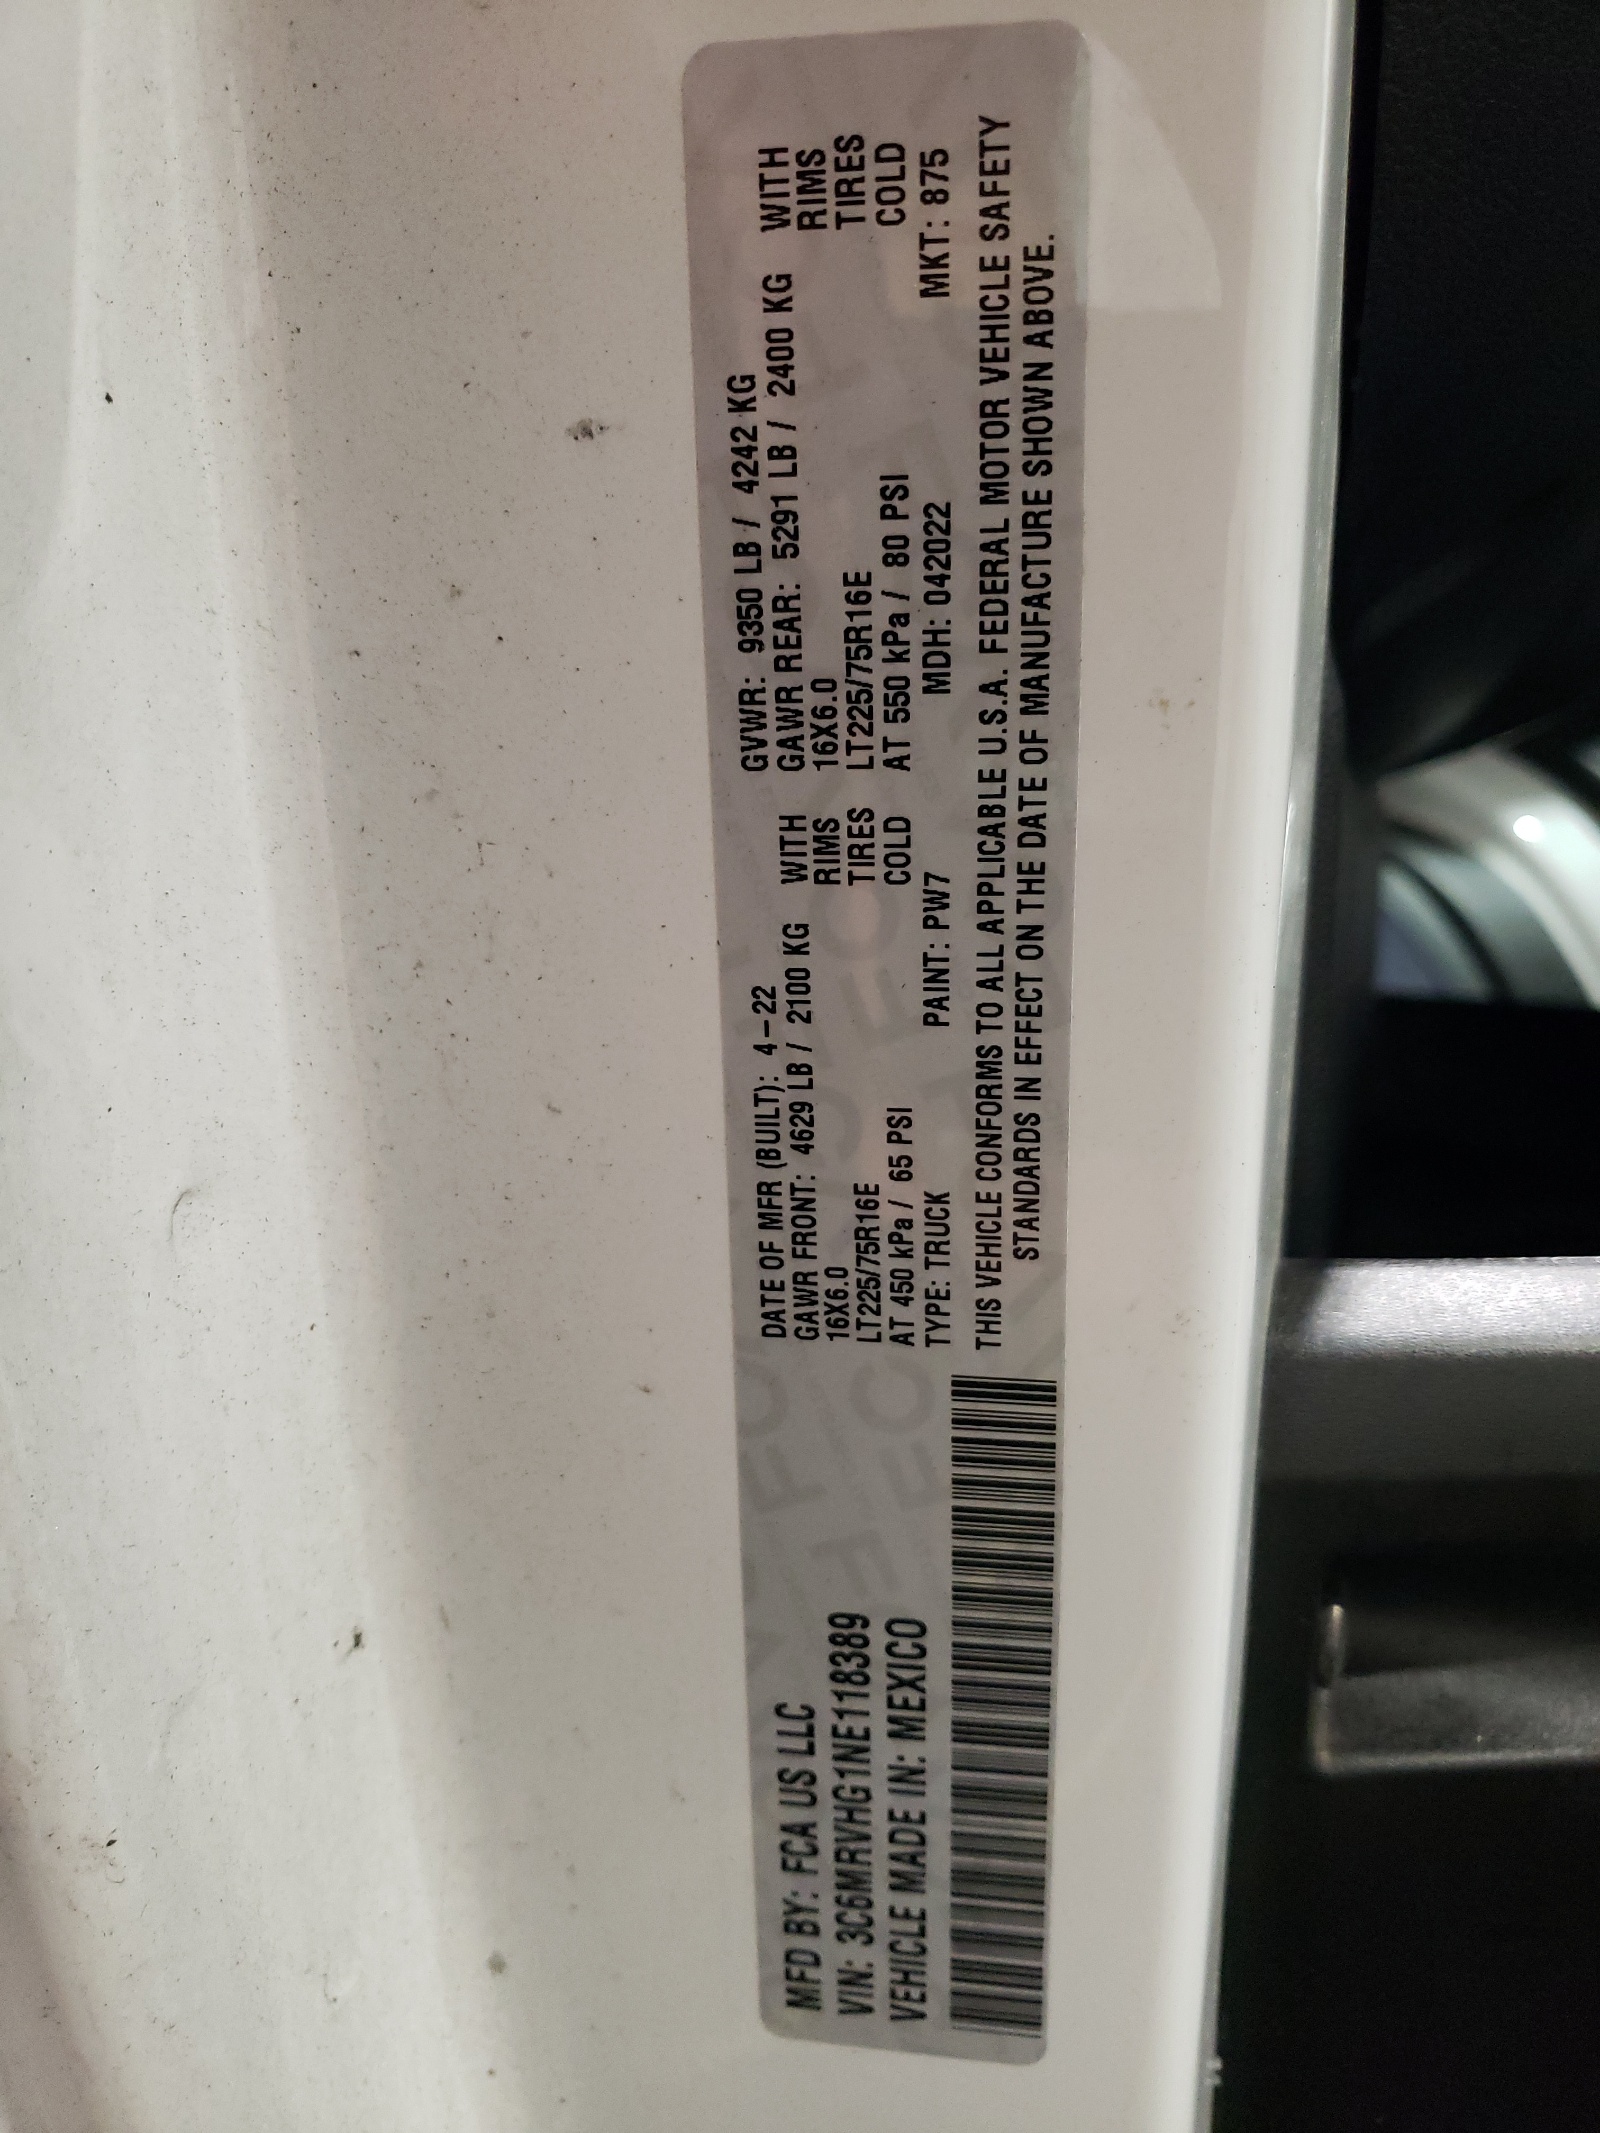 MFD BY: FCA US LLC
VIN: 3C6MRVHG1NE118389
VEHICLE MADE IN: MEXICO
DATE OF MFR (BUILT): 4-22 GVWR: 9350 LB / 4242 KG
GAWR FRONT: 4629 LB / 2100 KG WITH GAWR REAR: 5291 LB / 2400 KG WITH
16X6.0 RIMS 16X6.0 RIMS
LT225/75R16E TIRES LT225/75R16E TIRES
AT 450 kPa / 65 PSI COLD AT 550 kPa / 80 PSI COLD
TYPE: TRUCK PAINT: PW7 MDH: 042022 MKT: 875
THIS VEHICLE CONFORMS TO ALL APPLICABLE U.S.A. FEDERAL MOTOR VEHICLE SAFETY
STANDARDS IN EFFECT ON THE DATE OF MANUFACTURE SHOWN ABOVE.